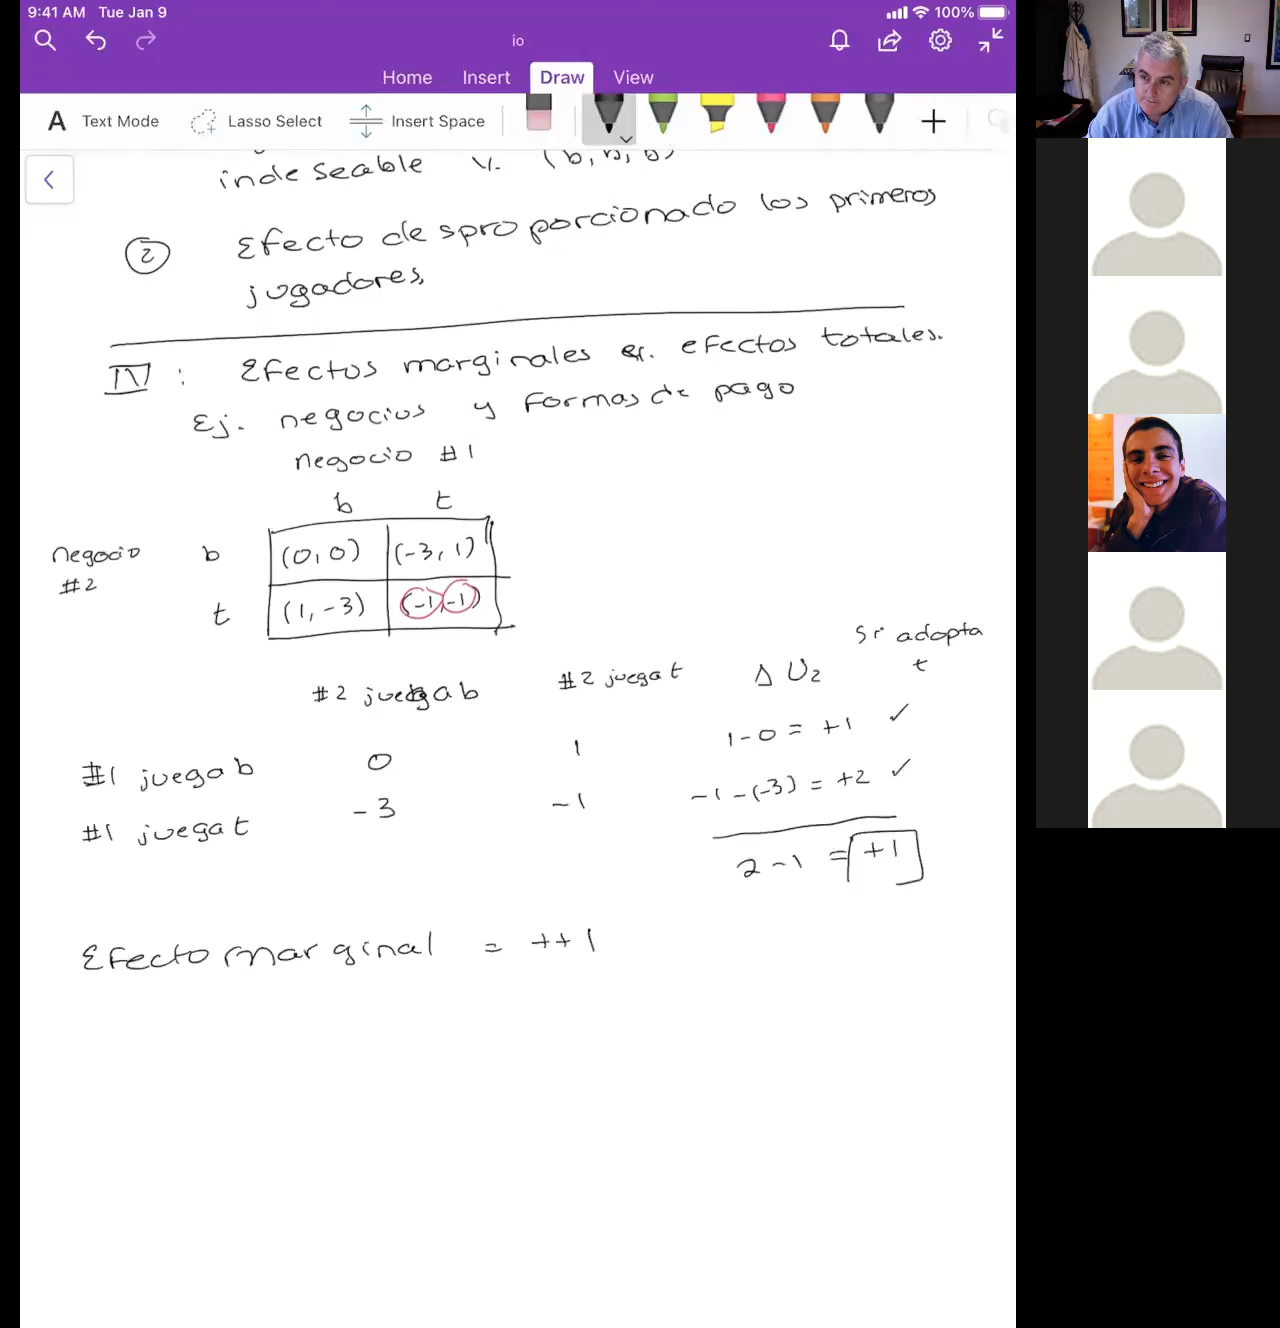 9:41 AM Tue Jan 9
100%
io
Home Insert Draw View
A Text Mode Lasso Select Insert Space
indeseable v. (b, n, b)
② Efecto desproporcionado los primeros
jugadores,
IV : Efectos marginales efectos totales.
Ej. negocios y formas de pago
negocio #1
b t
negocio b (0,0) (-3,1)
#2
t (1,-3) (-1,-1)
Si adopta
#2 juega b #2 juega t Δ U₂ t
#1 juega b 0 1 1-0 = +1 ✓
#1 juega t -3 -1 -1-(-3) = +2 ✓
2-1 = +1
Efecto marginal = ++1